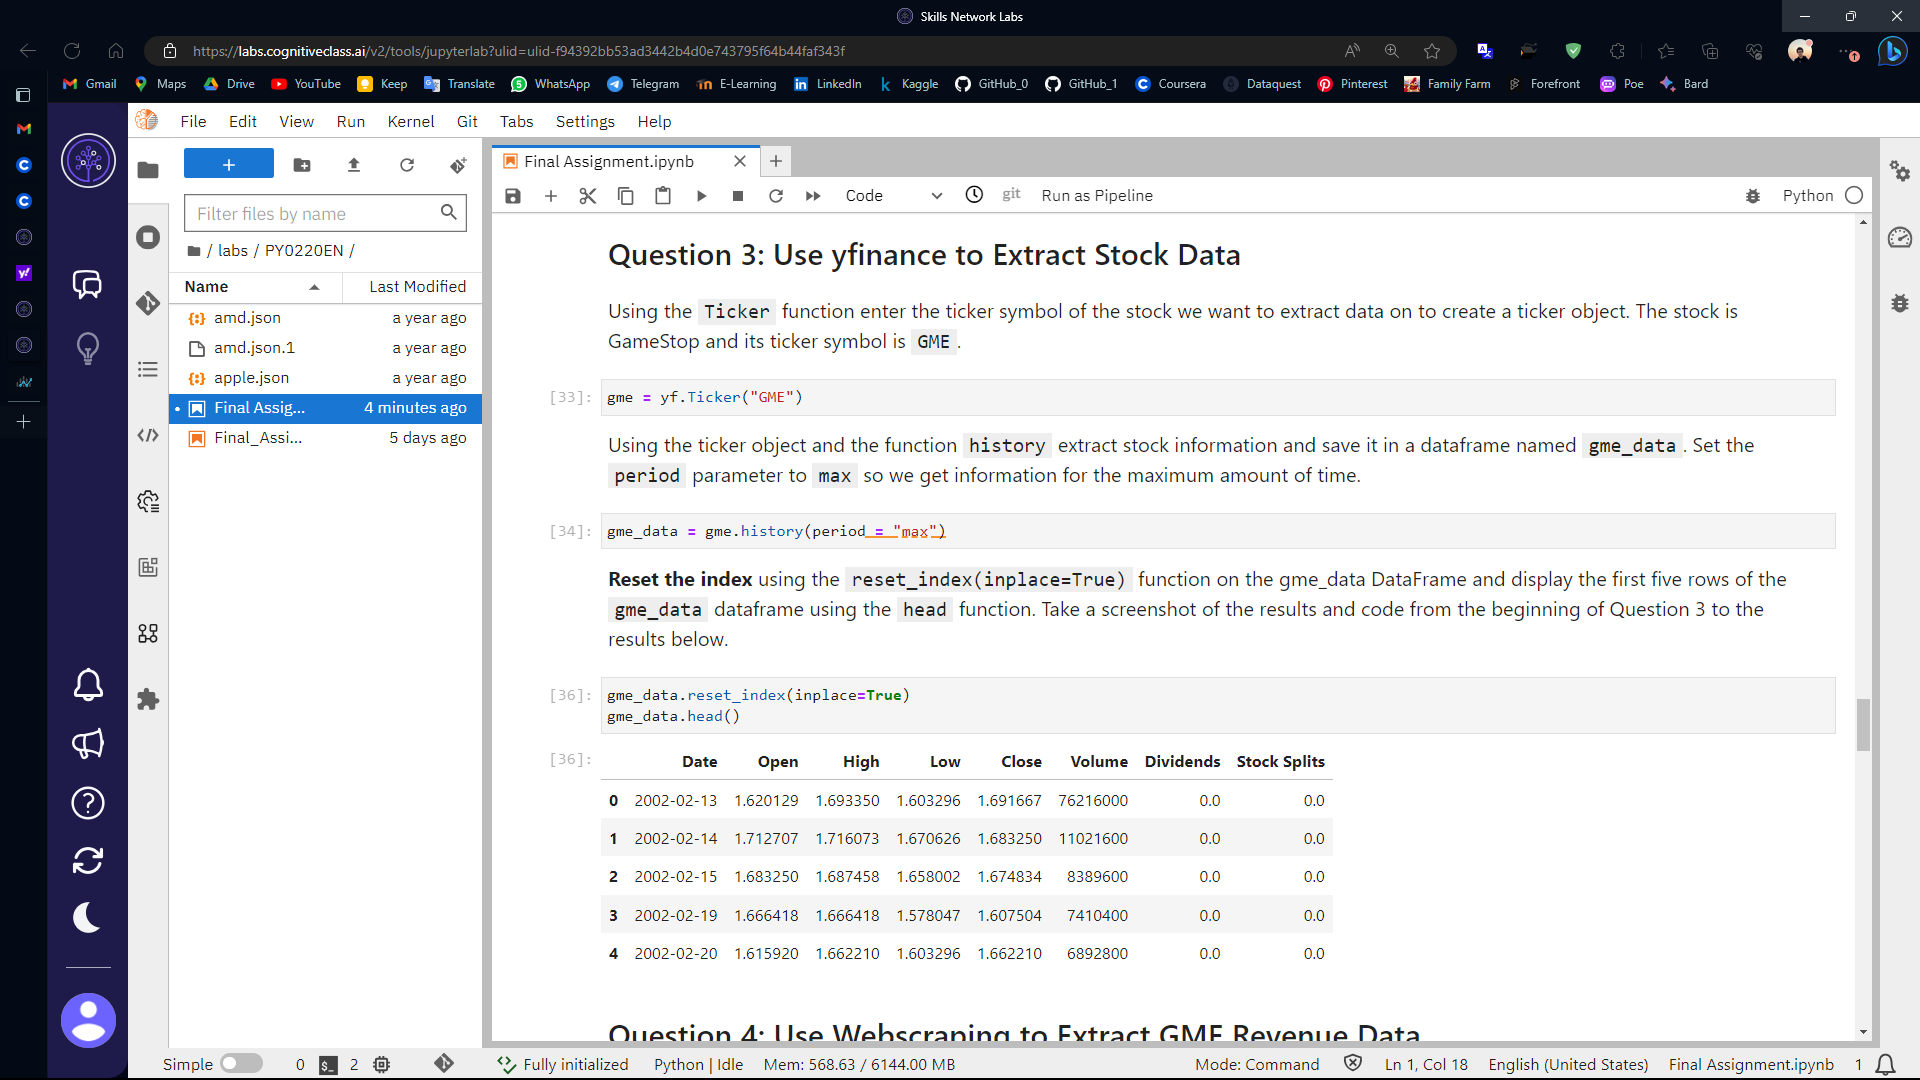 Skills Network Labs
https://labs.cognitiveclass.ai/v2/tools/jupyterlab?ulid=ulid-f94392bb53ad3442b4d0e743795f64b44faf343f
Gmail Maps Drive YouTube Keep Translate WhatsApp Telegram E-Learning LinkedIn Kaggle GitHub_0 GitHub_1 Coursera Dataquest Pinterest Family Farm Forefront Poe Bard
File Edit View Run Kernel Git Tabs Settings Help
Final Assignment.ipynb
Code git Run as Pipeline Python
Filter files by name
/ labs / PY0220EN /
Name Last Modified
amd.json a year ago
amd.json.1 a year ago
apple.json a year ago
Final Assig... 4 minutes ago
Final_Assi... 5 days ago
Question 3: Use yfinance to Extract Stock Data
Using the Ticker function enter the ticker symbol of the stock we want to extract data on to create a ticker object. The stock is
GameStop and its ticker symbol is GME .
[33]: gme = yf.Ticker("GME")
Using the ticker object and the function history extract stock information and save it in a dataframe named gme_data . Set the
period parameter to max so we get information for the maximum amount of time.
[34]: gme_data = gme.history(period = "max")
Reset the index using the reset_index(inplace=True) function on the gme_data DataFrame and display the first five rows of the
gme_data dataframe using the head function. Take a screenshot of the results and code from the beginning of Question 3 to the
results below.
[36]: gme_data.reset_index(inplace=True)
gme_data.head()
[36]: Date Open High Low Close Volume Dividends Stock Splits
0 2002-02-13 1.620129 1.693350 1.603296 1.691667 76216000 0.0 0.0
1 2002-02-14 1.712707 1.716073 1.670626 1.683250 11021600 0.0 0.0
2 2002-02-15 1.683250 1.687458 1.658002 1.674834 8389600 0.0 0.0
3 2002-02-19 1.666418 1.666418 1.578047 1.607504 7410400 0.0 0.0
4 2002-02-20 1.615920 1.662210 1.603296 1.662210 6892800 0.0 0.0
Question 4: Use Webscraping to Extract GME Revenue Data
Simple 0 2 Fully initialized Python | Idle Mem: 568.63 / 6144.00 MB Mode: Command Ln 1, Col 18 English (United States) Final Assignment.ipynb 1